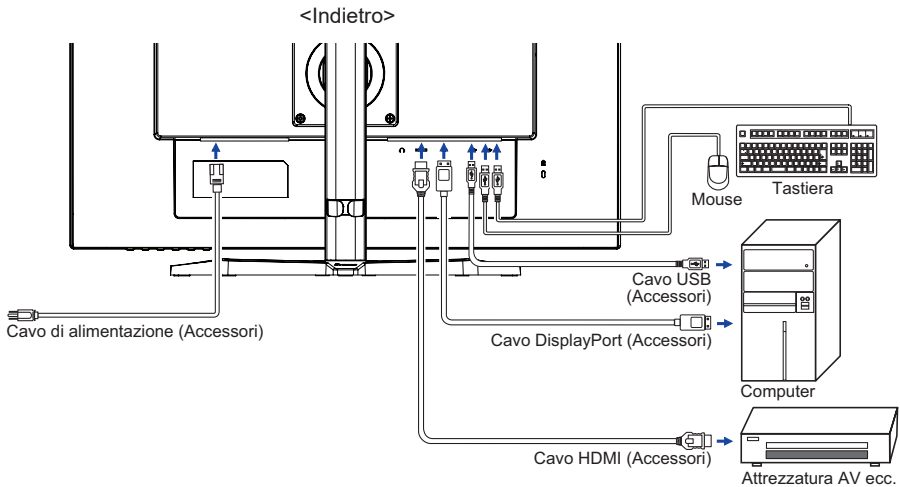 <Indietro>
Mouse
Tastiera
Cavo USB
(Accessori)
Cavo di alimentazione (Accessori)
Cavo DisplayPort (Accessori)
Computer
Cavo HDMI (Accessori)
Attrezzatura AV ecc.